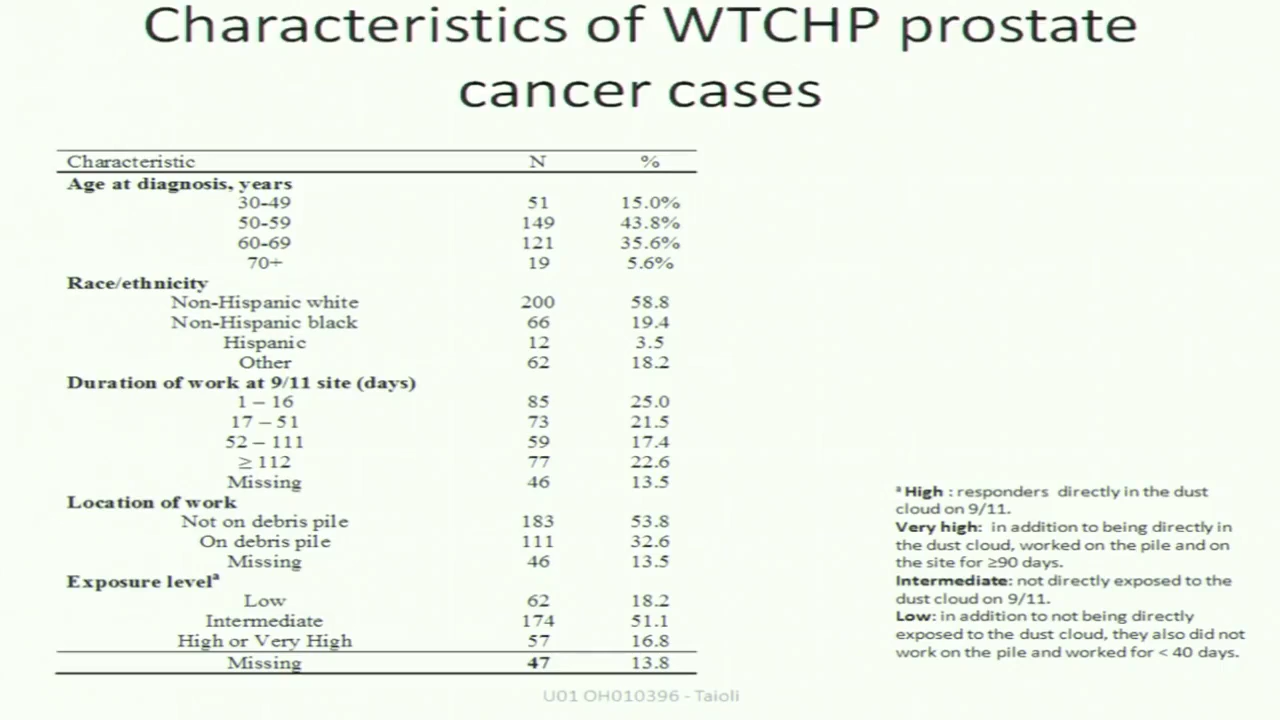 Characteristics of WTCHP prostate
cancer cases
Characteristic N %
Age at diagnosis, years
30-49 51 15.0%
50-59 149 43.8%
60-69 121 35.6%
70+ 19 5.6%
Race/ethnicity
Non-Hispanic white 200 58.8
Non-Hispanic black 66 19.4
Hispanic 12 3.5
Other 62 18.2
Duration of work at 9/11 site (days)
1 – 16 85 25.0
17 – 51 73 21.5
52 – 111 59 17.4
≥ 112 77 22.6
Missing 46 13.5
Location of work
Not on debris pile 183 53.8
On debris pile 111 32.6
Missing 46 13.5
Exposure levelª
Low 62 18.2
Intermediate 174 51.1
High or Very High 57 16.8
Missing 47 13.8
ª High : responders directly in the dust
cloud on 9/11.
Very high: in addition to being directly in
the dust cloud, worked on the pile and on
the site for ≥90 days.
Intermediate: not directly exposed to the
dust cloud on 9/11.
Low: in addition to not being directly
exposed to the dust cloud, they also did not
work on the pile and worked for < 40 days.
U01 OH010396 - Taioli